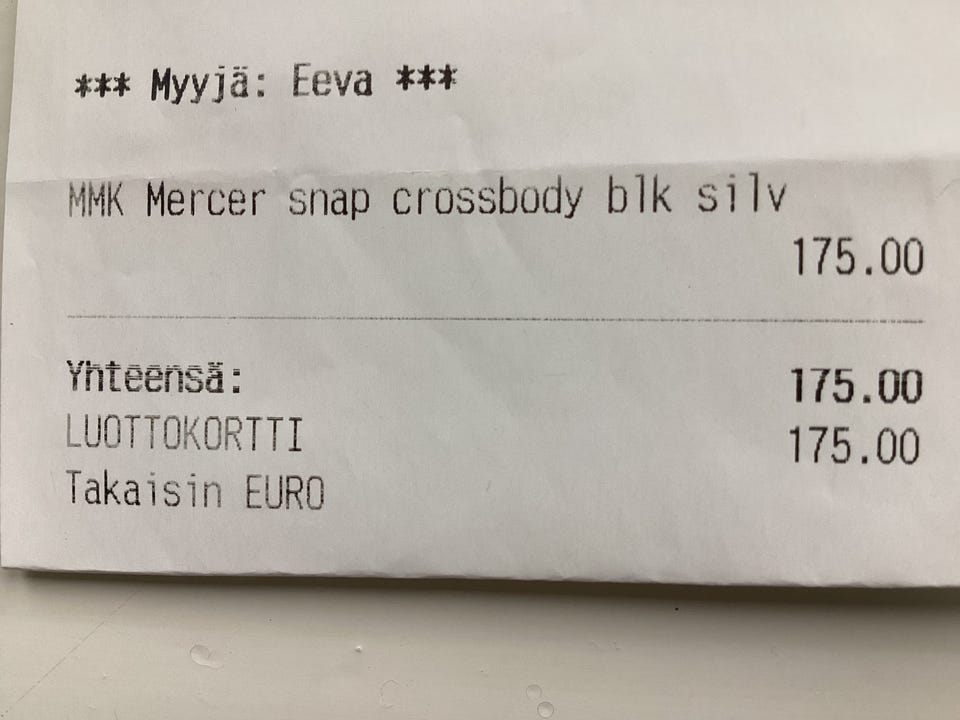 *** Myyjä: Eeva ***
MMK Mercer snap crossbody blk silv
175.00
Yhteensä: 175.00
LUOTTOKORTTI 175.00
Takaisin EURO